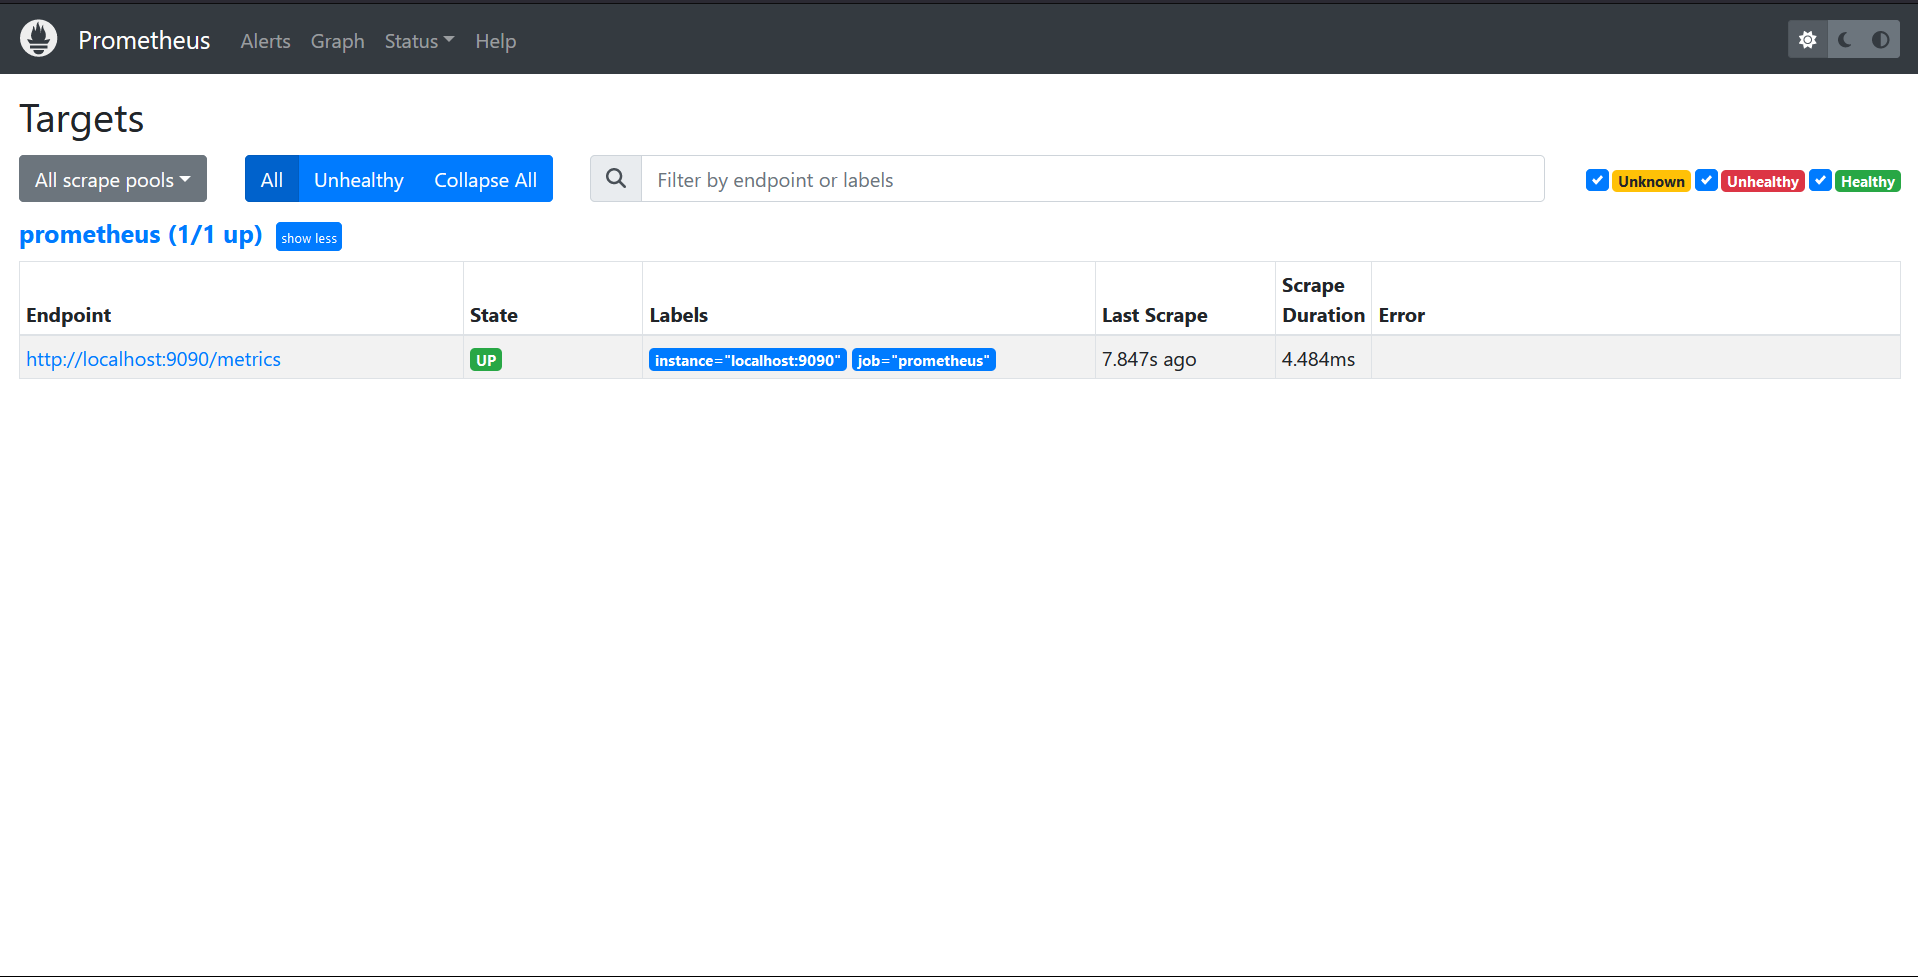 Prometheus Alerts Graph Status Help
Targets
All scrape pools All Unhealthy Collapse All Filter by endpoint or labels Unknown Unhealthy Healthy
prometheus (1/1 up) show less
Endpoint State Labels Last Scrape Scrape Duration Error
http://localhost:9090/metrics UP instance="localhost:9090" job="prometheus" 7.847s ago 4.484ms